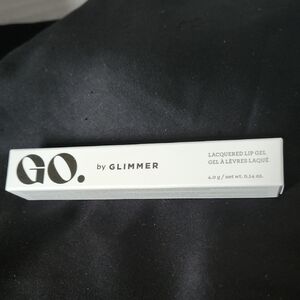 GO. by GLIMMER
LACQUERED LIP GEL
GEL À LÈVRES LAQUÉ
4.0 g / net wt. 0.14 oz.